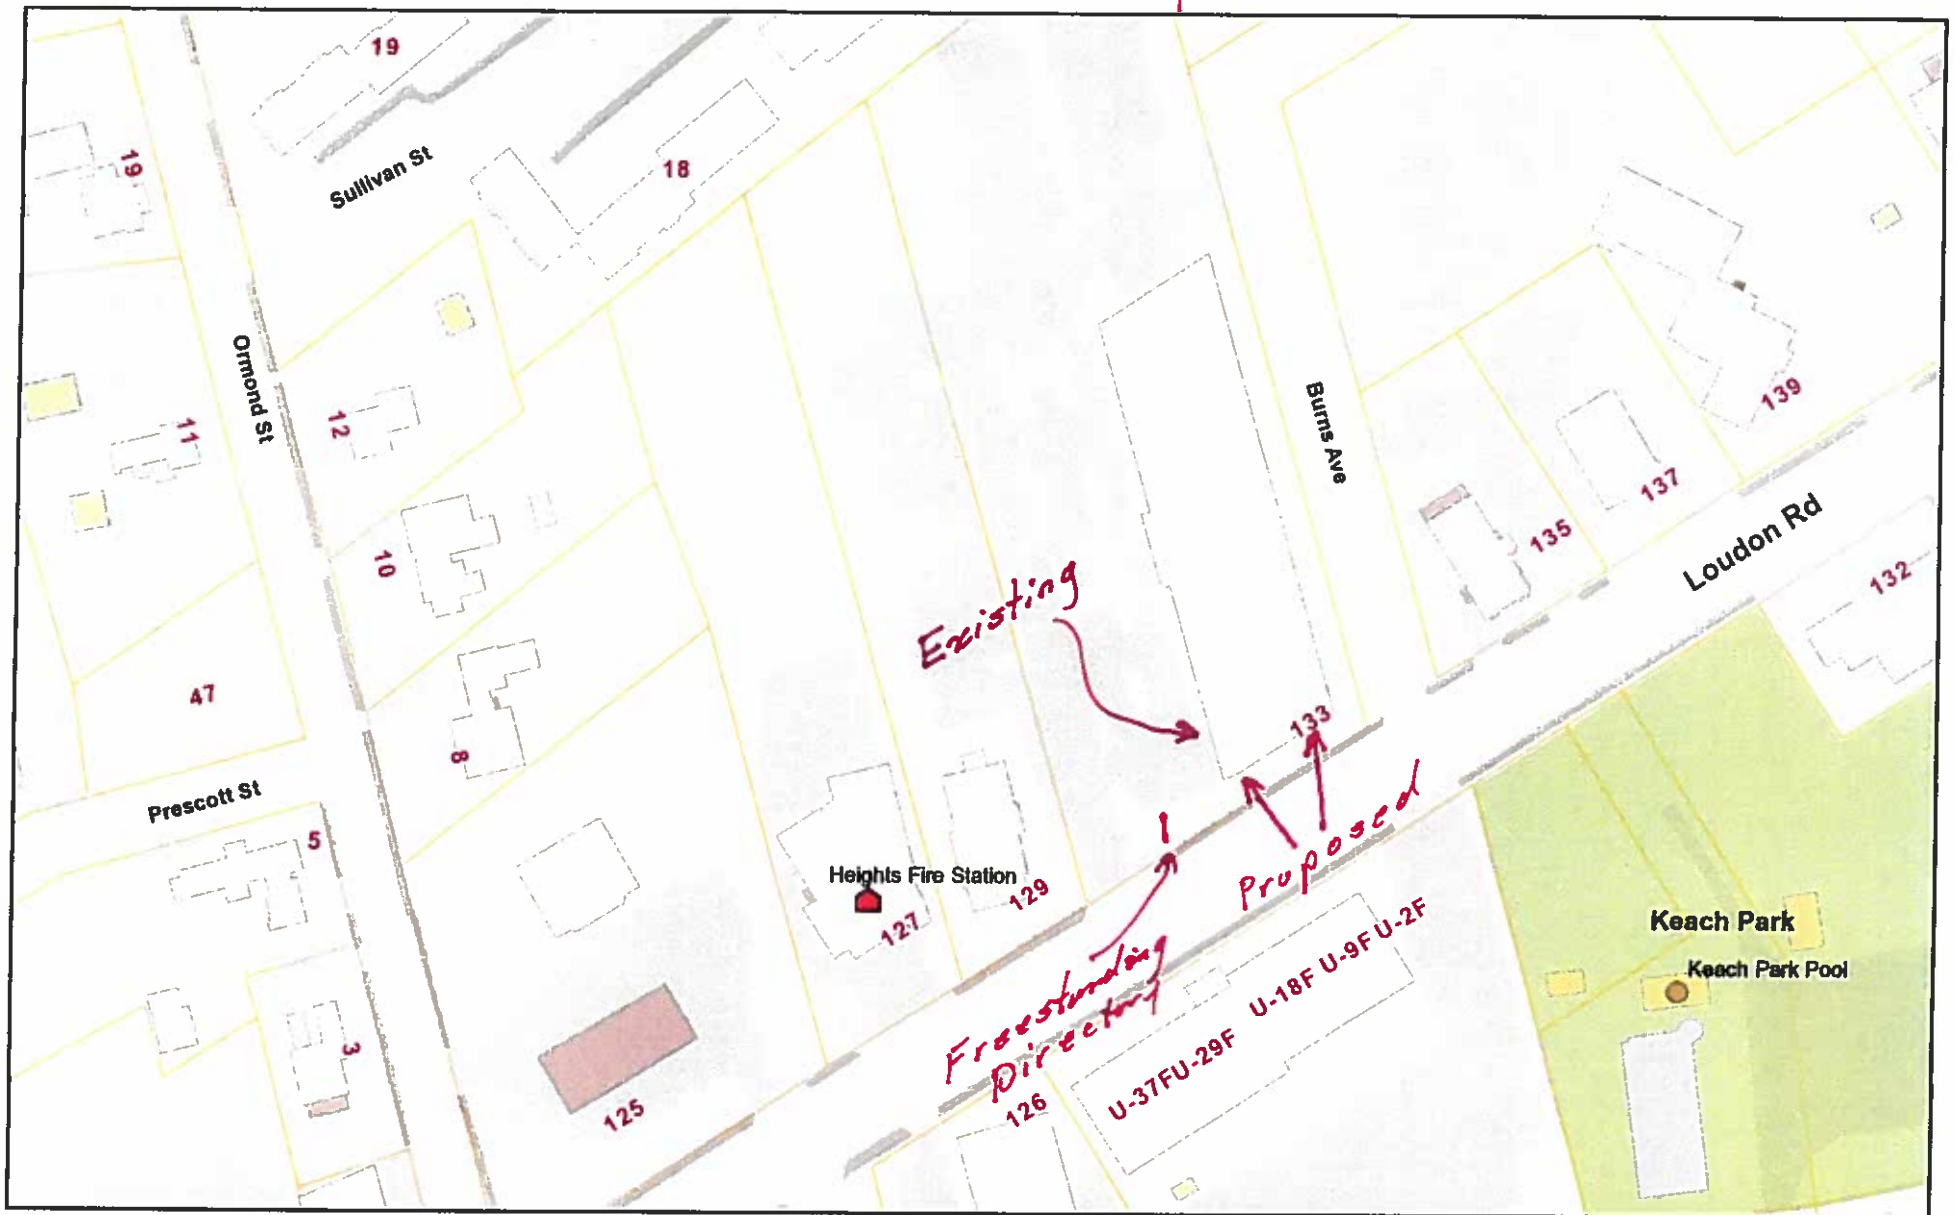 19
19
Sullivan St
18
Ormond St
12
11
10
Burns Ave
139
137
135
Loudon Rd
132
Existing
47
8
133
Prescott St
5
Proposed
Heights Fire Station
127
129
Keach Park
Keach Park Pool
Freestanding
Directory
U-37FU-29F U-18F U-9F U-2F
3
125
126